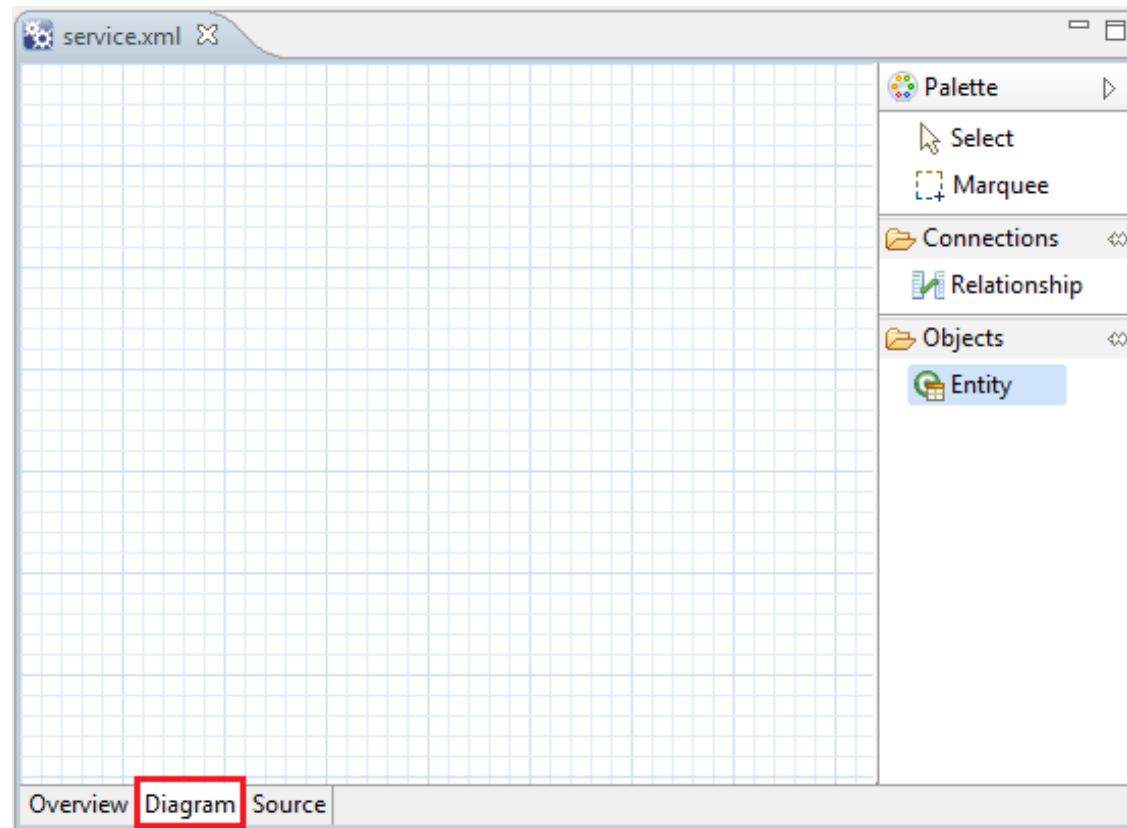 service.xml
Palette
Select
Marquee
Connections
Relationship
Objects
Entity
Overview Diagram Source